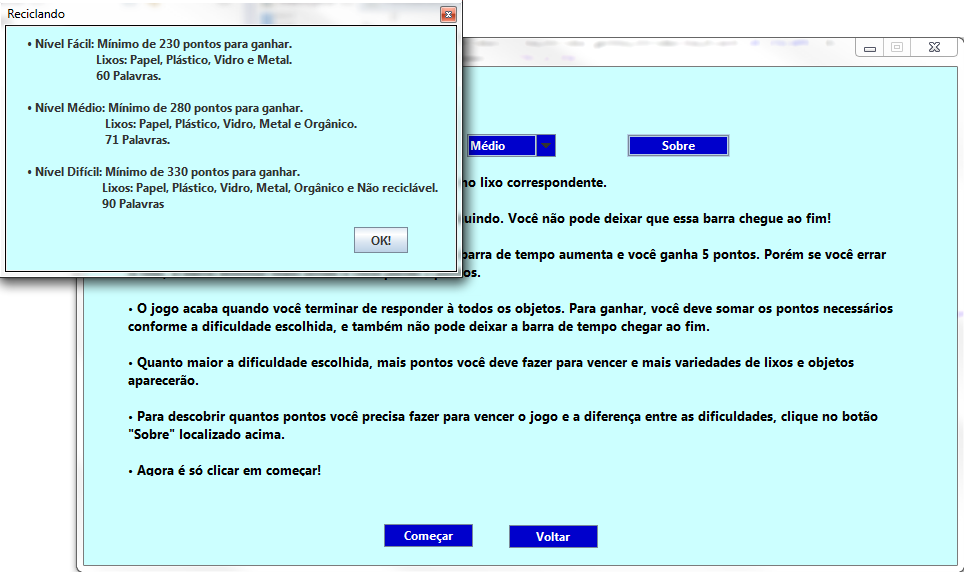 Reciclando
• Nível Fácil: Mínimo de 230 pontos para ganhar.
Lixos: Papel, Plástico, Vidro e Metal.
60 Palavras.
• Nível Médio: Mínimo de 280 pontos para ganhar.
Lixos: Papel, Plástico, Vidro, Metal e Orgânico.
71 Palavras.
• Nível Difícil: Mínimo de 330 pontos para ganhar.
Lixos: Papel, Plástico, Vidro, Metal, Orgânico e Não reciclável.
90 Palavras
OK!
Médio
Sobre
no lixo correspondente.
uindo. Você não pode deixar que essa barra chegue ao fim!
barra de tempo aumenta e você ganha 5 pontos. Porém se você errar
os.
• O jogo acaba quando você terminar de responder à todos os objetos. Para ganhar, você deve somar os pontos necessários
conforme a dificuldade escolhida, e também não pode deixar a barra de tempo chegar ao fim.
• Quanto maior a dificuldade escolhida, mais pontos você deve fazer para vencer e mais variedades de lixos e objetos
aparecerão.
• Para descobrir quantos pontos você precisa fazer para vencer o jogo e a diferença entre as dificuldades, clique no botão
"Sobre" localizado acima.
• Agora é só clicar em começar!
Começar
Voltar